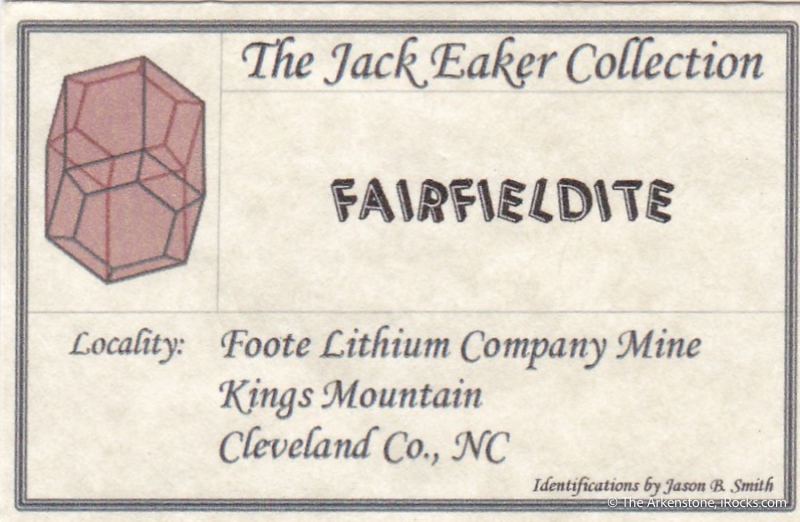 The Jack Eaker Collection
FAIRFIELDITE
Locality: Foote Lithium Company Mine
Kings Mountain
Cleveland Co., NC
Identifications by Jason B. Smith
© The Arkenstone, iRocks.com